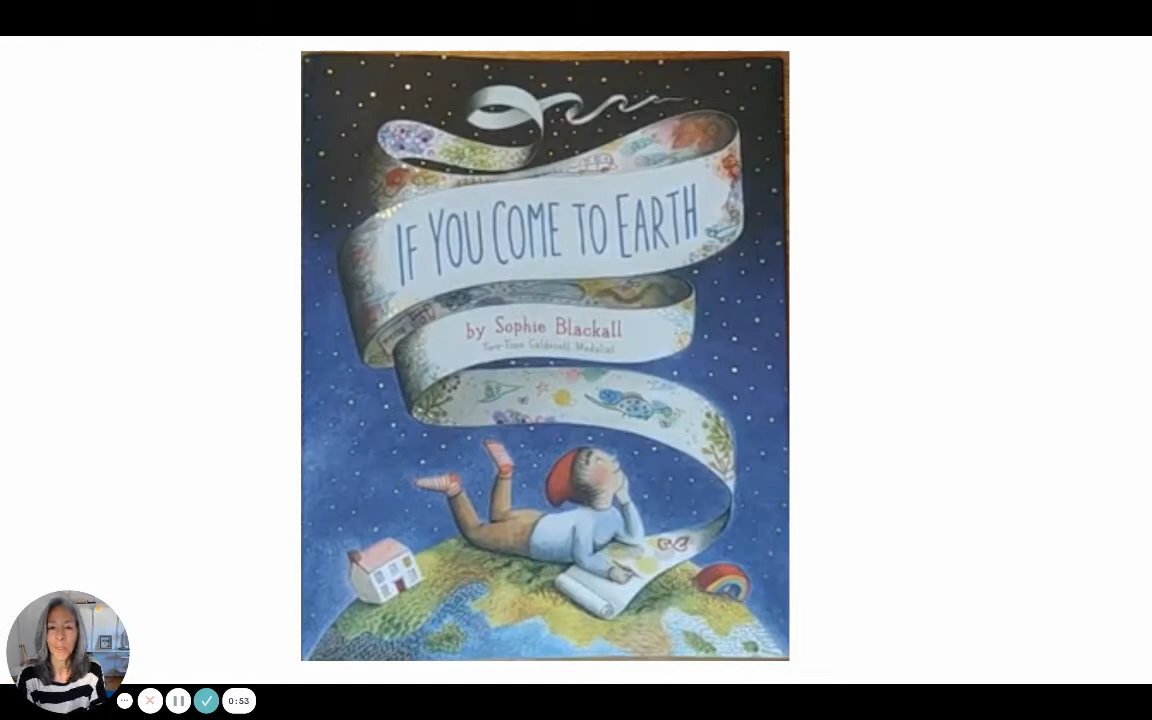 IF YOU COME TO EARTH
by Sophie Blackall
Two-Time Caldecott Medalist
0:53